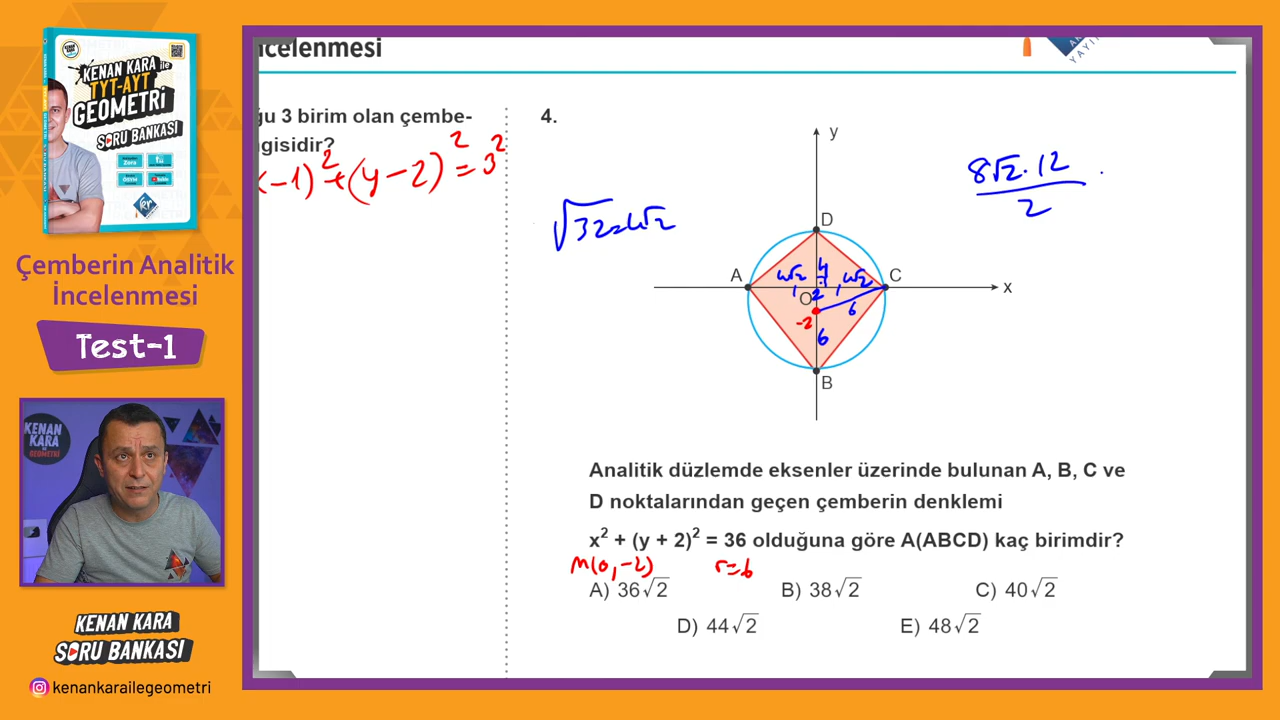 KENAN KARA ile
TYT-AYT
GEOMETRİ
SORU BANKASI
Çemberin Analitik
İncelenmesi
Test-1
KENAN
KARA
GEOMETRİ
KENAN KARA
SORU BANKASI
kenankarailegeometri
İncelenmesi
YAYI
ğu 3 birim olan çembe-
gisidir?
-1)² + (y-2)² = 3²
4.
√32 = 4√2
8√2 · 12
2
y
D
A
C
x
O
B
4
4√2
4√2
2
6
-2
6
Analitik düzlemde eksenler üzerinde bulunan A, B, C ve
D noktalarından geçen çemberin denklemi
x² + (y + 2)² = 36 olduğuna göre A(ABCD) kaç birimdir?
M(0, -2) r=6
A) 36√2 B) 38√2 C) 40√2
D) 44√2 E) 48√2